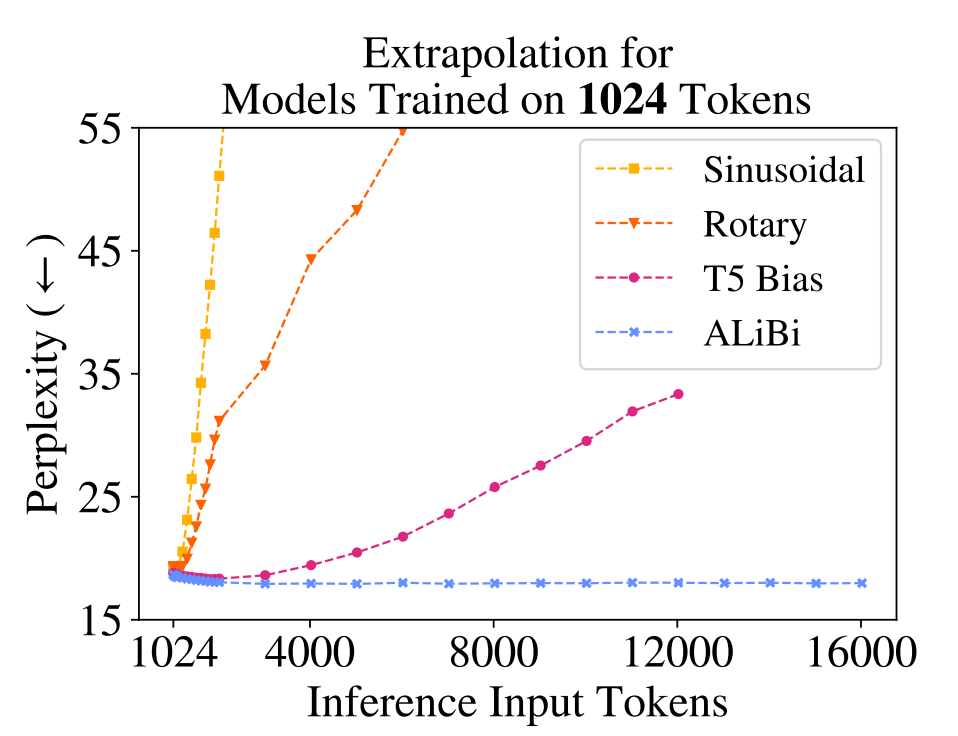 Extrapolation for
Models Trained on 1024 Tokens
Perplexity (←)
55
45
35
25
15
Sinusoidal
Rotary
T5 Bias
ALiBi
1024 4000 8000 12000 16000
Inference Input Tokens